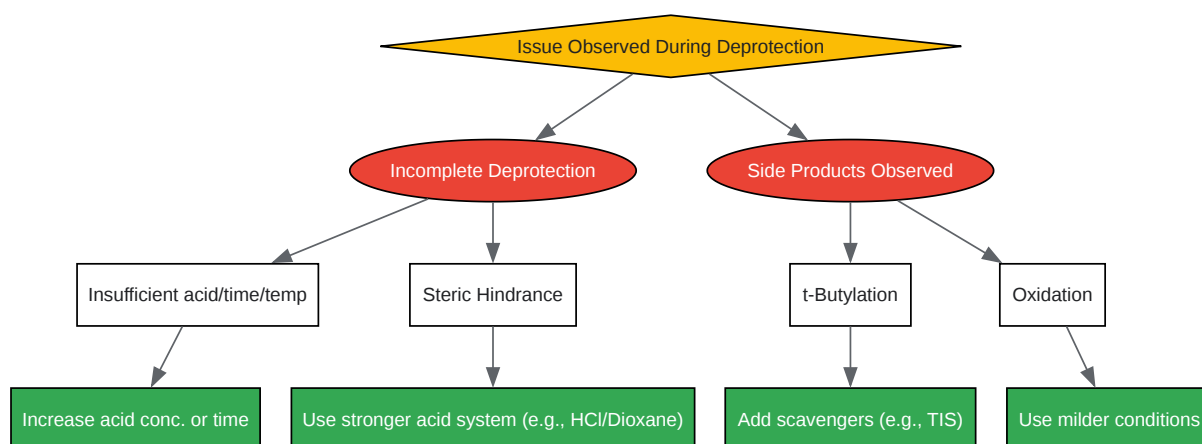 Issue Observed During Deprotection
Incomplete Deprotection
Side Products Observed
Insufficient acid/time/temp
Steric Hindrance
t-Butylation
Oxidation
Increase acid conc. or time
Use stronger acid system (e.g., HCl/Dioxane)
Add scavengers (e.g., TIS)
Use milder conditions